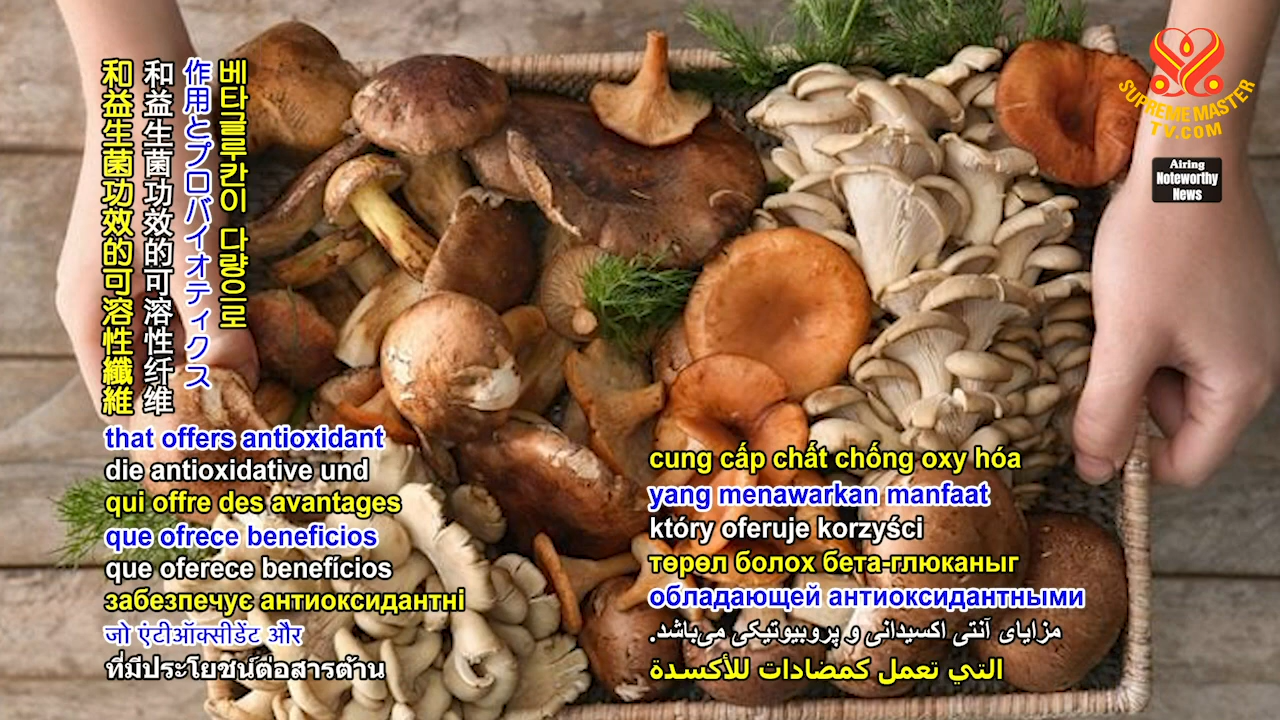 和益生菌功效的可溶性纖維
和益生菌功效的可溶性纤维
作用とプロバイオティクス
베타글루칸이 다량으로
that offers antioxidant
die antioxidative und
qui offre des avantages
que ofrece beneficios
que oferece benefícios
забезпечує антиоксидантні
जो एंटीऑक्सीडेंट और
ที่มีประโยชน์ต่อสารต้าน
cung cấp chất chống oxy hóa
yang menawarkan manfaat
który oferuje korzyści
төрөл болох бета-глюканыг
обладающей антиоксидантными
مزایای آنتی اکسیدانی و پروبیوتیکی می‌باشد.
التي تعمل كمضادات للأكسدة
SUPREME MASTER
TV.COM
Airing
Noteworthy
News